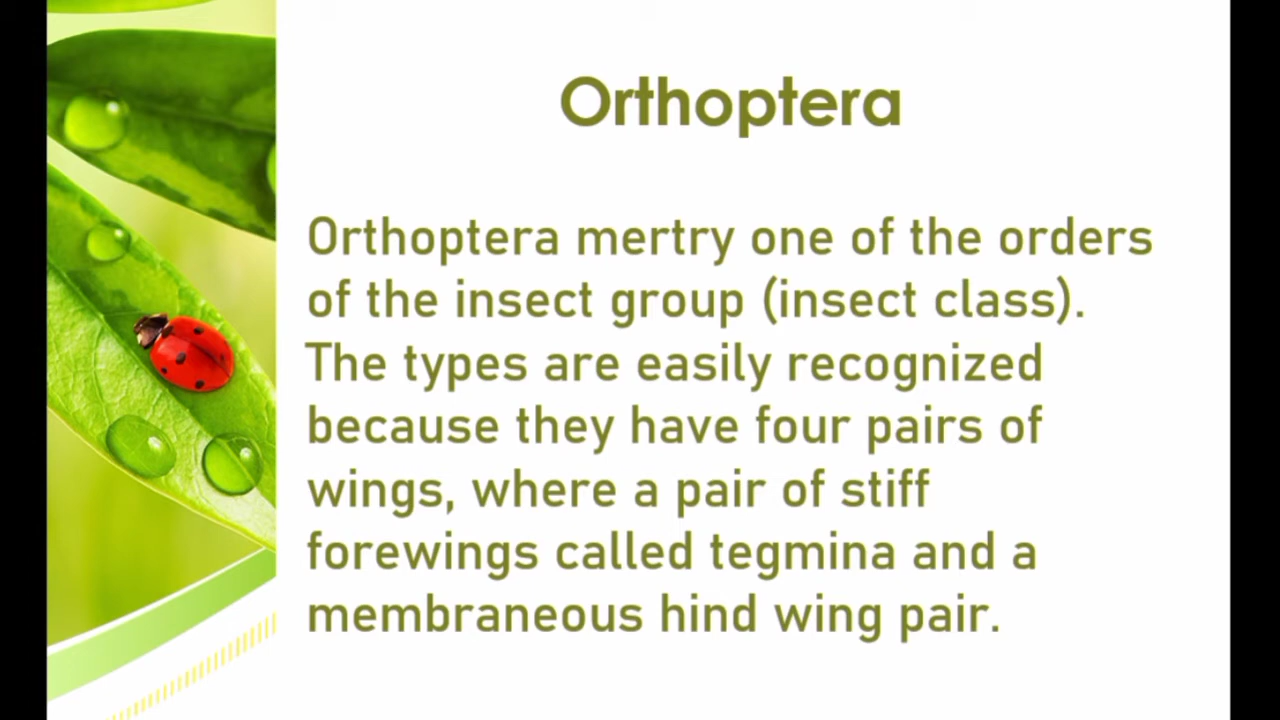 Orthoptera
Orthoptera mertry one of the orders
of the insect group (insect class).
The types are easily recognized
because they have four pairs of
wings, where a pair of stiff
forewings called tegmina and a
membraneous hind wing pair.